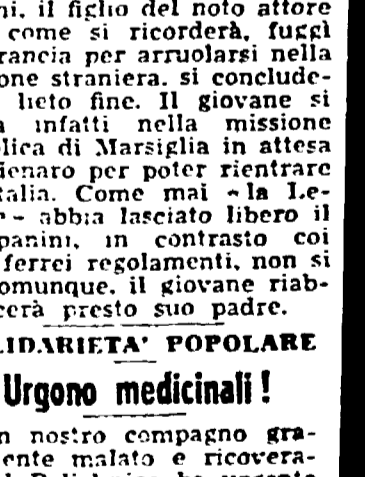 ni, il figlio del noto attore
come si ricorderà, fuggì
rancia per arruolarsi nella
one straniera. si conclude-
lieto fine. Il giovane si
a infatti nella missione
lica di Marsiglia in attesa
denaro per poter rientrare
talia. Come mai « la Le-
r » abbia lasciato libero il
panini, in contrasto coi
ferrei regolamenti, non si
omunque, il giovane riab-
cerà presto suo padre.
LIDARIETA' POPOLARE
Urgono medicinali!
n nostro compagno gra-
ente malato e ricovera-